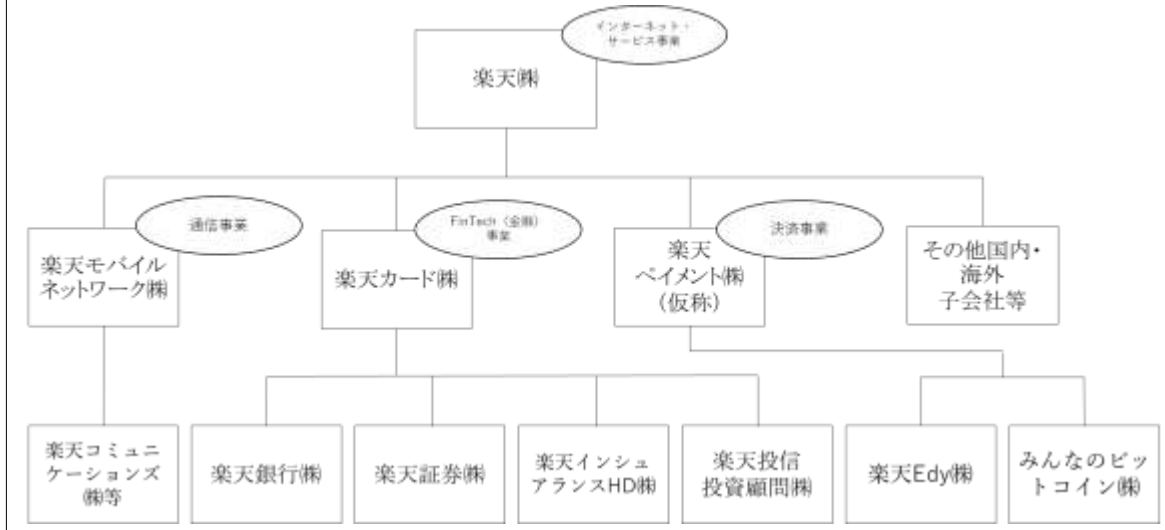 インターネット・
サービス事業
楽天㈱
通信事業
FinTech（金融）
事業
決済事業
楽天モバイル
ネットワーク㈱
楽天カード㈱
楽天
ペイメント㈱
（仮称）
その他国内・
海外
子会社等
楽天コミュニ
ケーションズ
㈱等
楽天銀行㈱
楽天証券㈱
楽天インシュ
アランスHD㈱
楽天投信
投資顧問㈱
楽天Edy㈱
みんなのビッ
トコイン㈱